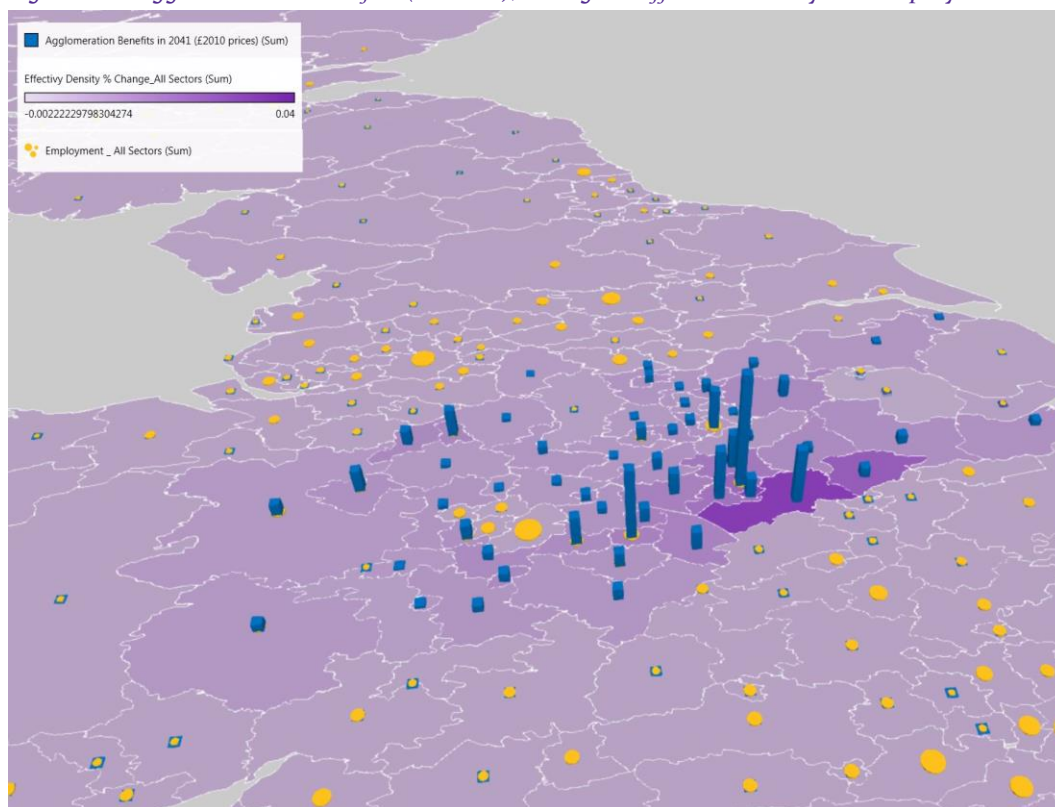 Agglomeration Benefits in 2041 (£2010 prices) (Sum)
Effectivy Density % Change_All Sectors (Sum)
-0.00222229798304274 0.04
Employment _ All Sectors (Sum)